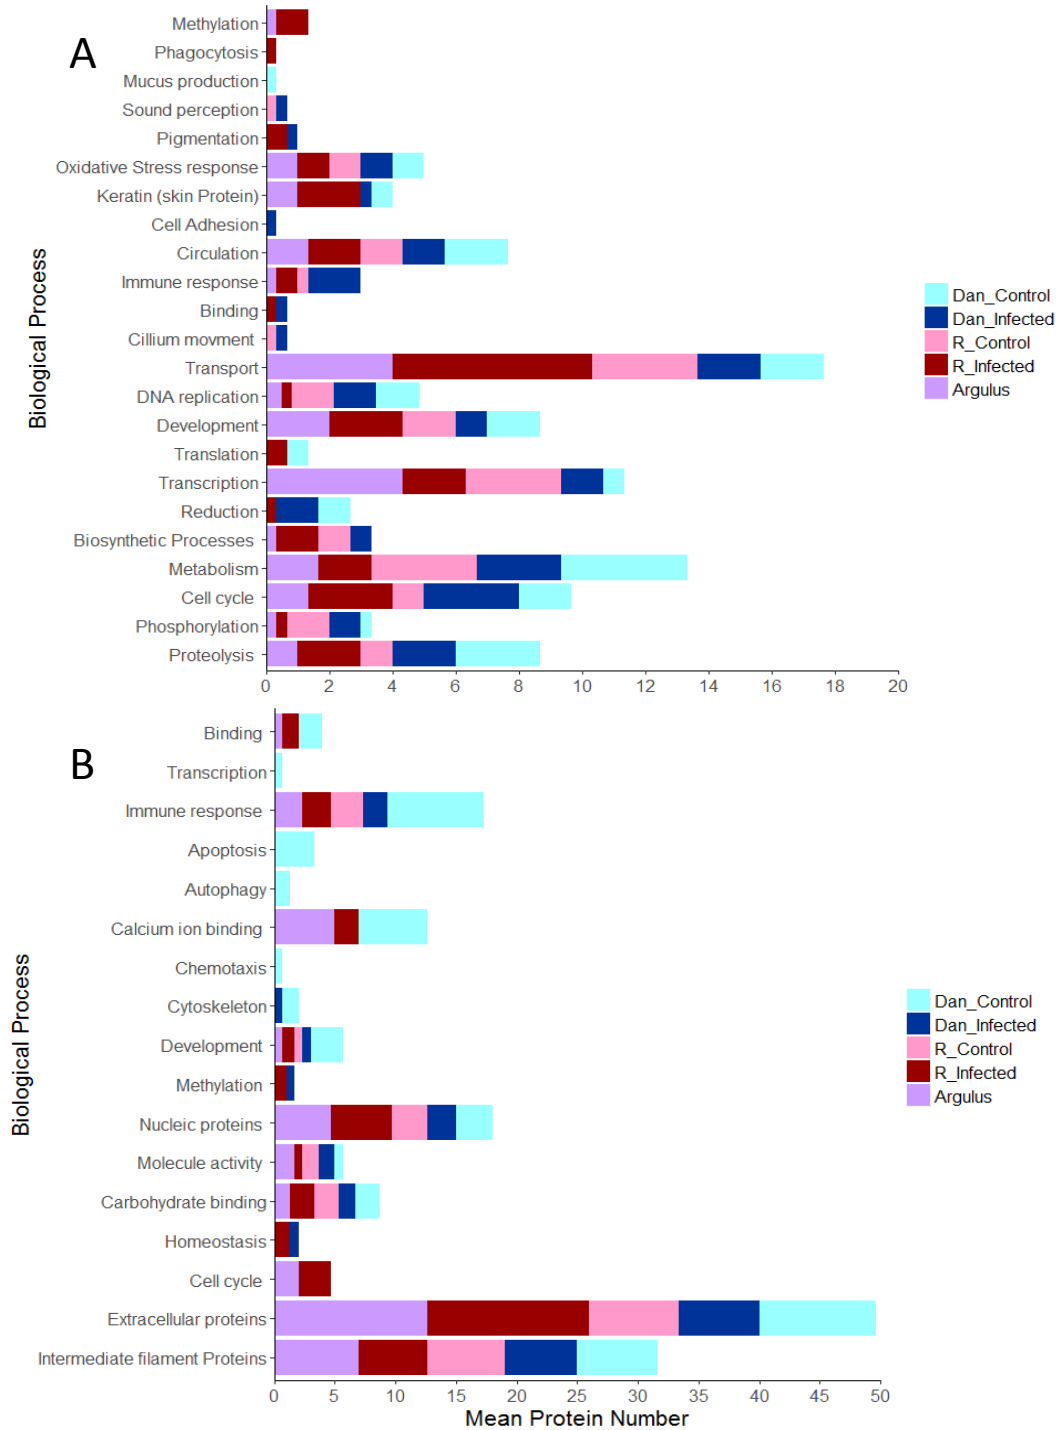 A
Biological Process
Methylation
Phagocytosis
Mucus production
Sound perception
Pigmentation
Oxidative Stress response
Keratin (skin Protein)
Cell Adhesion
Circulation
Immune response
Binding
Cillium movment
Transport
DNA replication
Development
Translation
Transcription
Reduction
Biosynthetic Processes
Metabolism
Cell cycle
Phosphorylation
Proteolysis
0 2 4 6 8 10 12 14 16 18 20
Dan_Control
Dan_Infected
R_Control
R_Infected
Argulus
B
Biological Process
Binding
Transcription
Immune response
Apoptosis
Autophagy
Calcium ion binding
Chemotaxis
Cytoskeleton
Development
Methylation
Nucleic proteins
Molecule activity
Carbohydrate binding
Homeostasis
Cell cycle
Extracellular proteins
Intermediate filament Proteins
0 5 10 15 20 25 30 35 40 45 50
Mean Protein Number
Dan_Control
Dan_Infected
R_Control
R_Infected
Argulus